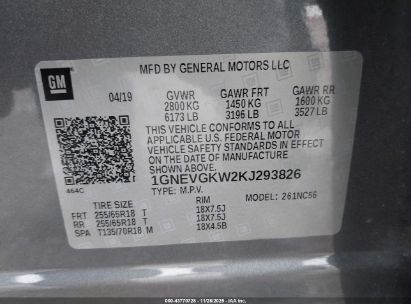 MFD BY GENERAL MOTORS LLC
GM
04/19 GVWR GAWR FRT GAWR RR
2800 KG 1450 KG 1600 KG
6173 LB 3196 LB 3527 LB
THIS VEHICLE CONFORMS TO ALL
APPLICABLE U.S. FEDERAL MOTOR
VEHICLE SAFETY AND THEFT PREVENTION
STANDARDS IN EFFECT ON THE DATE OF
MANUFACTURE SHOWN ABOVE.
1GNEVGKW2KJ293826
464C TYPE: M.P.V. MODEL: 261NC56
TIRE SIZE RIM
FRT 255/65R18 T 18X7.5J
RR 255/65R18 T 18X7.5J
SPA T135/70R18 M 18X4.5B